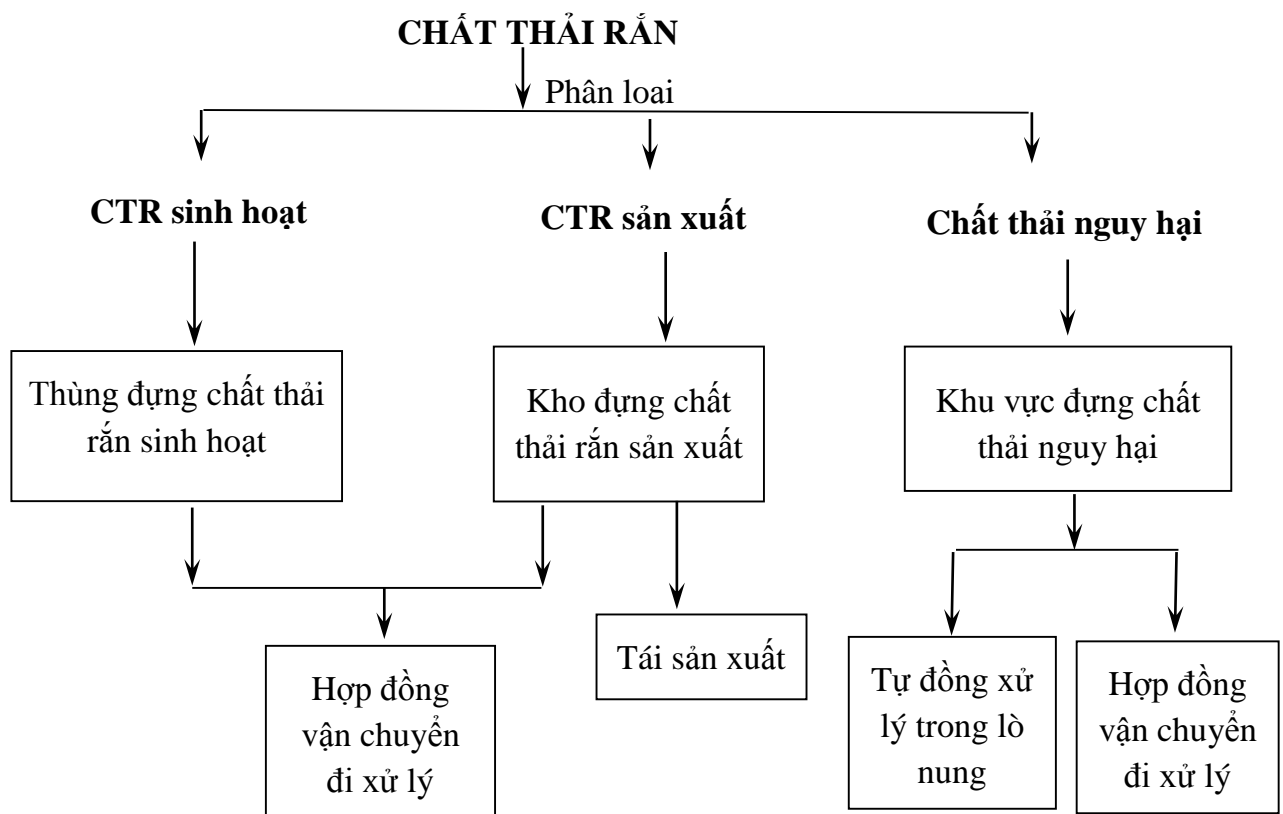 CHẤT THẢI RẮN
Phân loai
CTR sinh hoạt
CTR sản xuất
Chất thải nguy hại
Thùng đựng chất thải
rắn sinh hoạt
Kho đựng chất
thải rắn sản xuất
Khu vực đựng chất
thải nguy hại
Hợp đồng
vận chuyển
đi xử lý
Tái sản xuất
Tự đồng xử
lý trong lò
nung
Hợp đồng
vận chuyển
đi xử lý